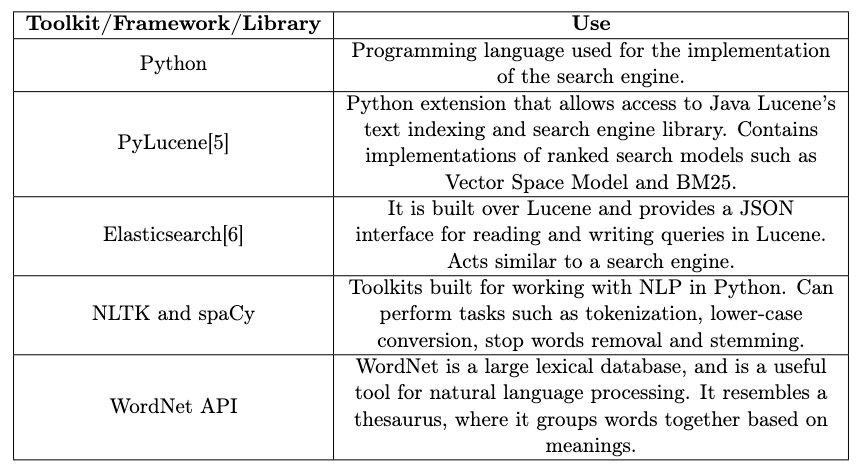 Toolkit/Framework/Library Use
Python
Programming language used for the implementation
of the search engine.
PyLucene[5]
Python extension that allows access to Java Lucene's
text indexing and search engine library. Contains
implementations of ranked search models such as
Vector Space Model and BM25.
Elasticsearch[6]
It is built over Lucene and provides a JSON
interface for reading and writing queries in Lucene.
Acts similar to a search engine.
NLTK and spaCy
Toolkits built for working with NLP in Python. Can
perform tasks such as tokenization, lower-case
conversion, stop words removal and stemming.
WordNet API
WordNet is a large lexical database, and is a useful
tool for natural language processing. It resembles a
thesaurus, where it groups words together based on
meanings.